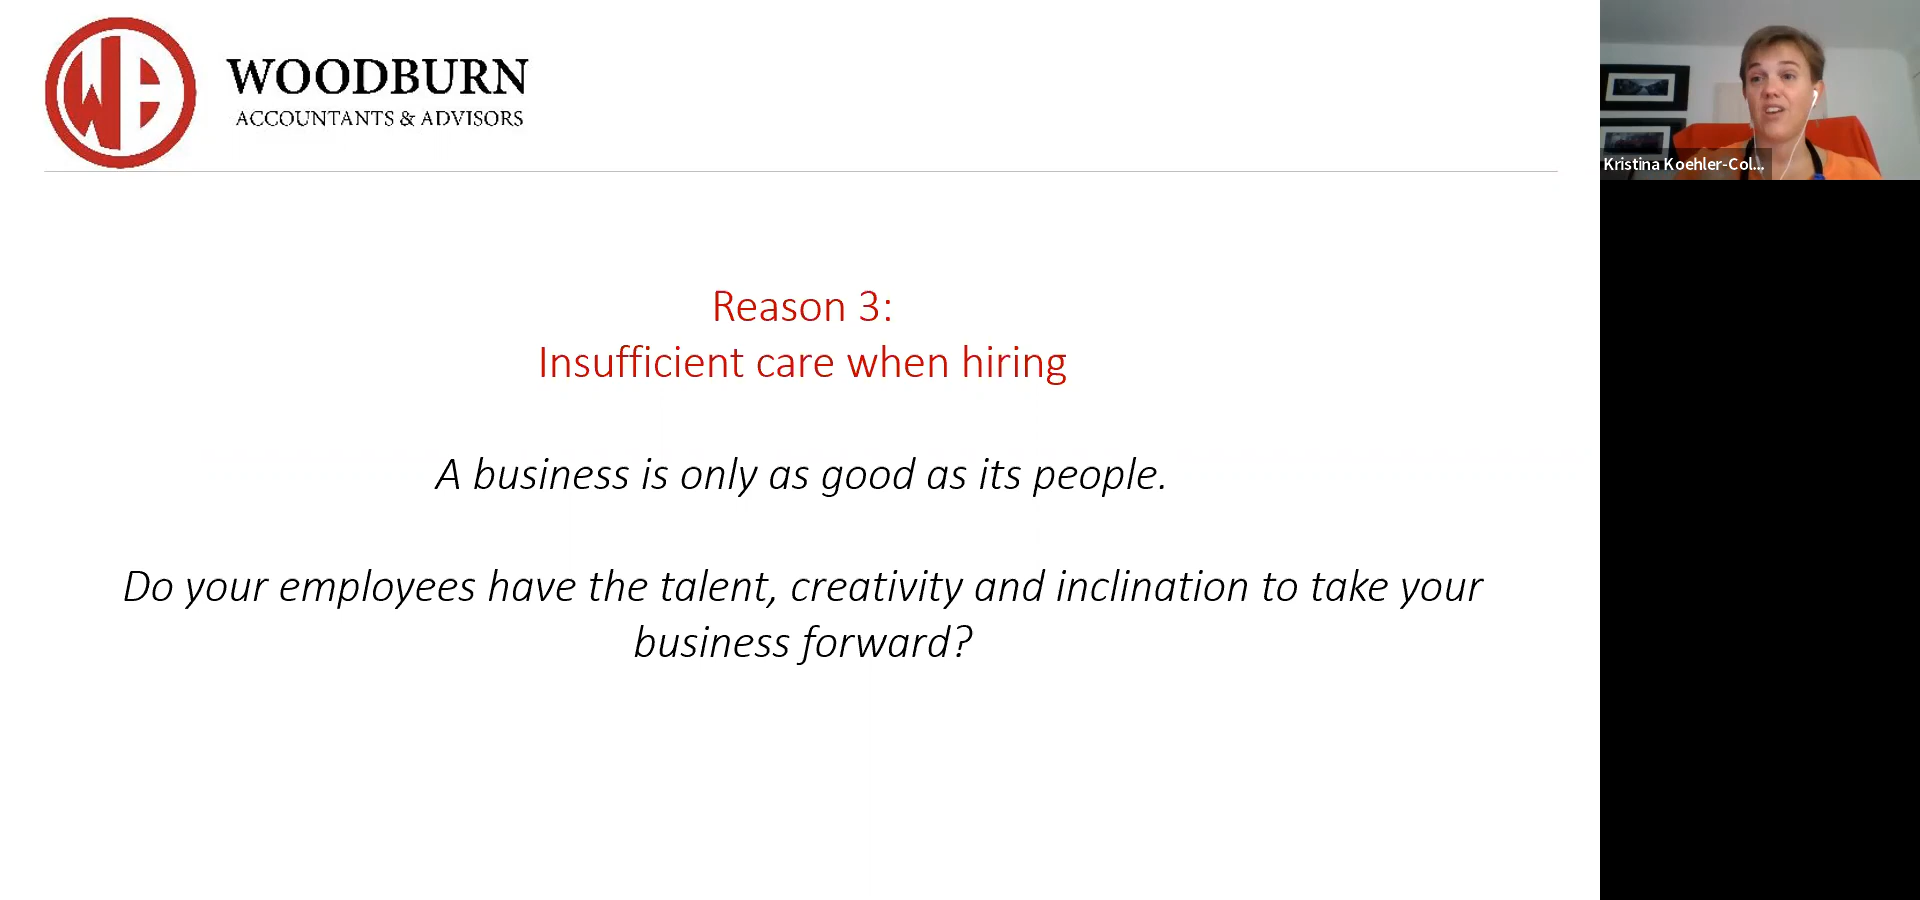 WOODBURN
ACCOUNTANTS & ADVISORS
Kristina Koehler-Col...
Reason 3:
Insufficient care when hiring
A business is only as good as its people.
Do your employees have the talent, creativity and inclination to take your
business forward?